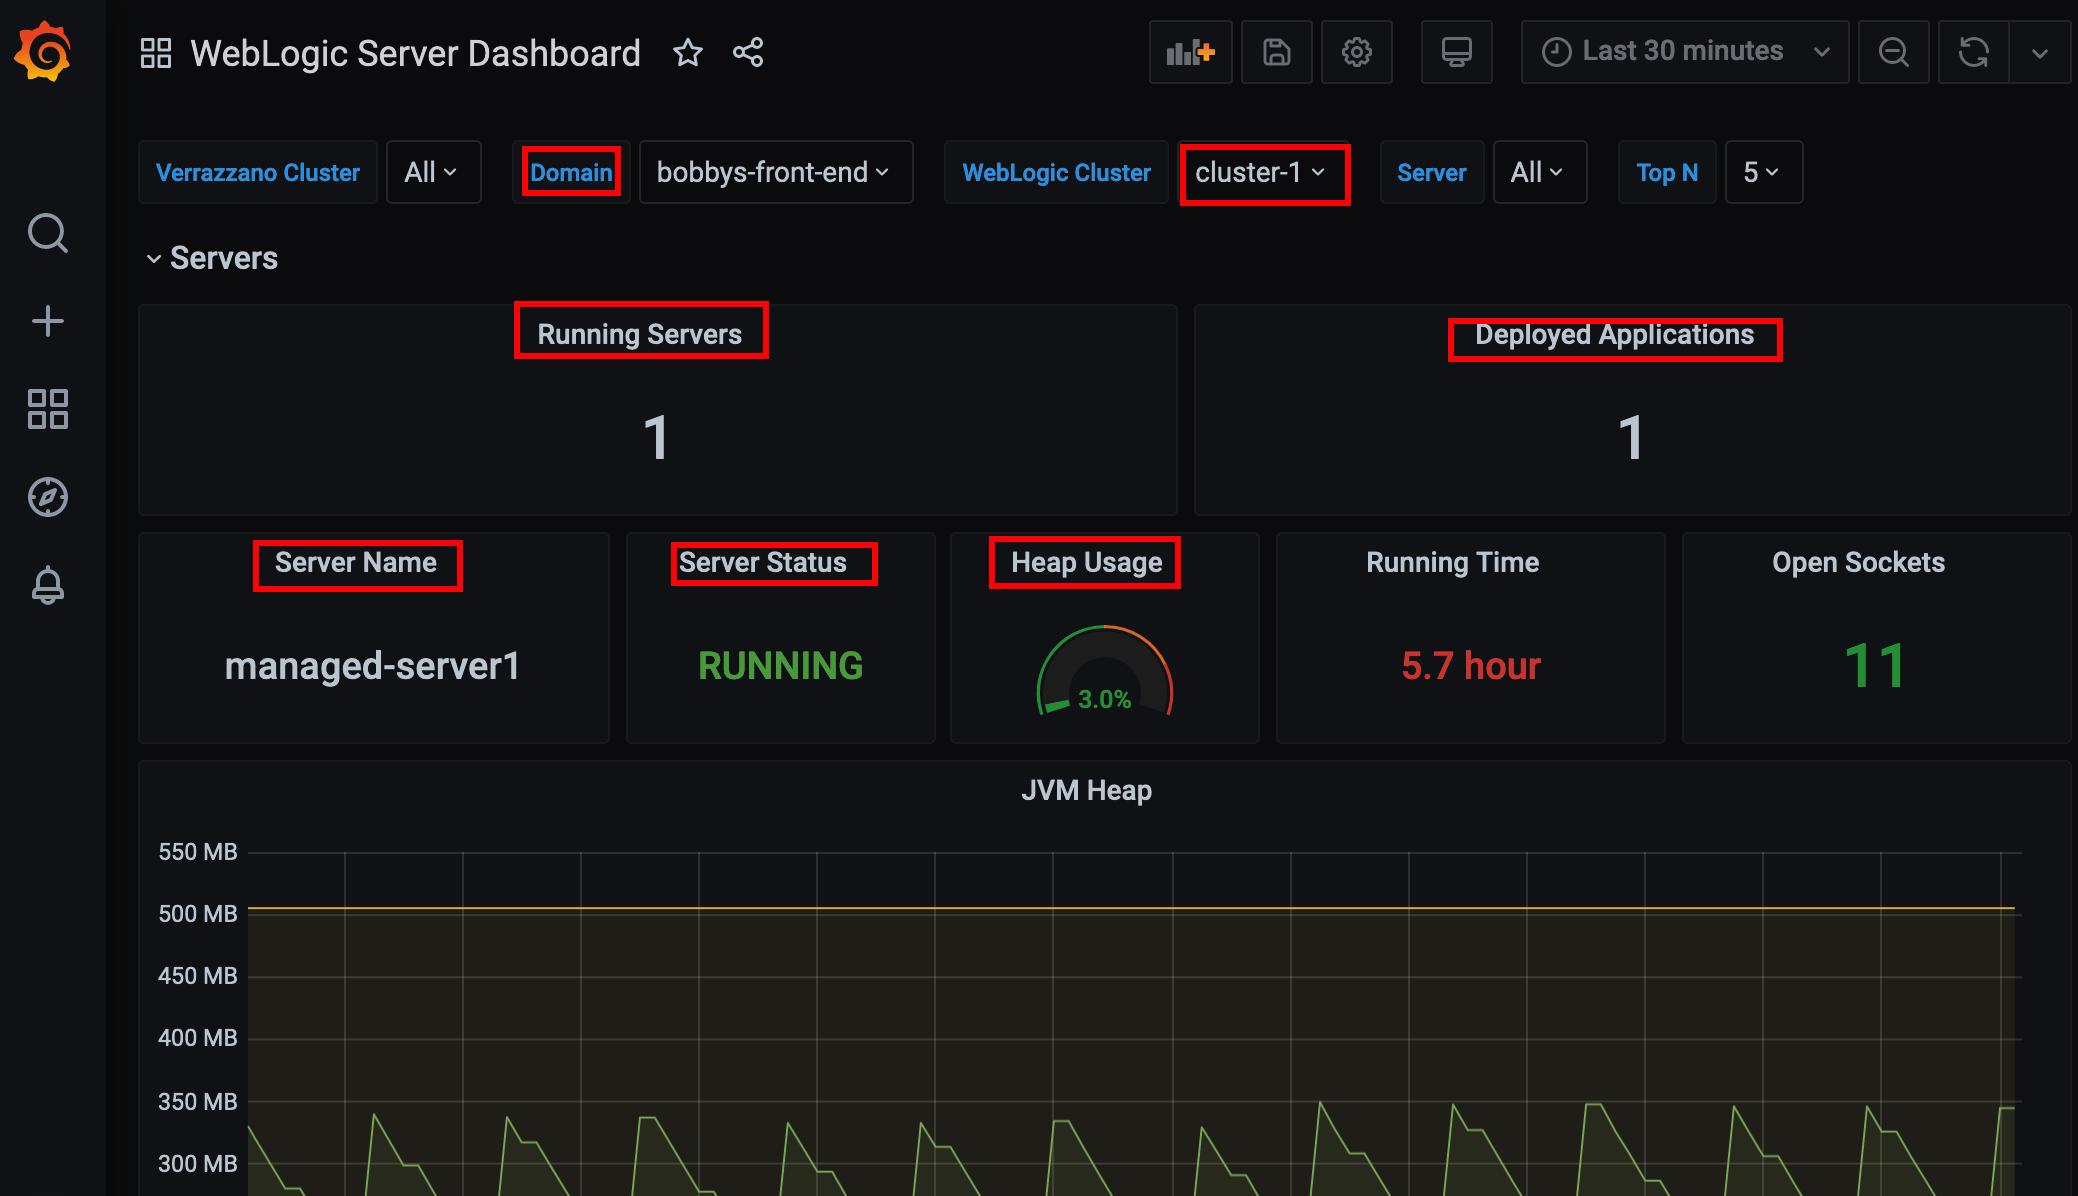 WebLogic Server Dashboard
Last 30 minutes
Verrazzano Cluster All Domain bobbys-front-end WebLogic Cluster cluster-1 Server All Top N 5
Servers
Running Servers
1
Deployed Applications
1
Server Name
managed-server1
Server Status
RUNNING
Heap Usage
3.0%
Running Time
5.7 hour
Open Sockets
11
JVM Heap
550 MB
500 MB
450 MB
400 MB
350 MB
300 MB